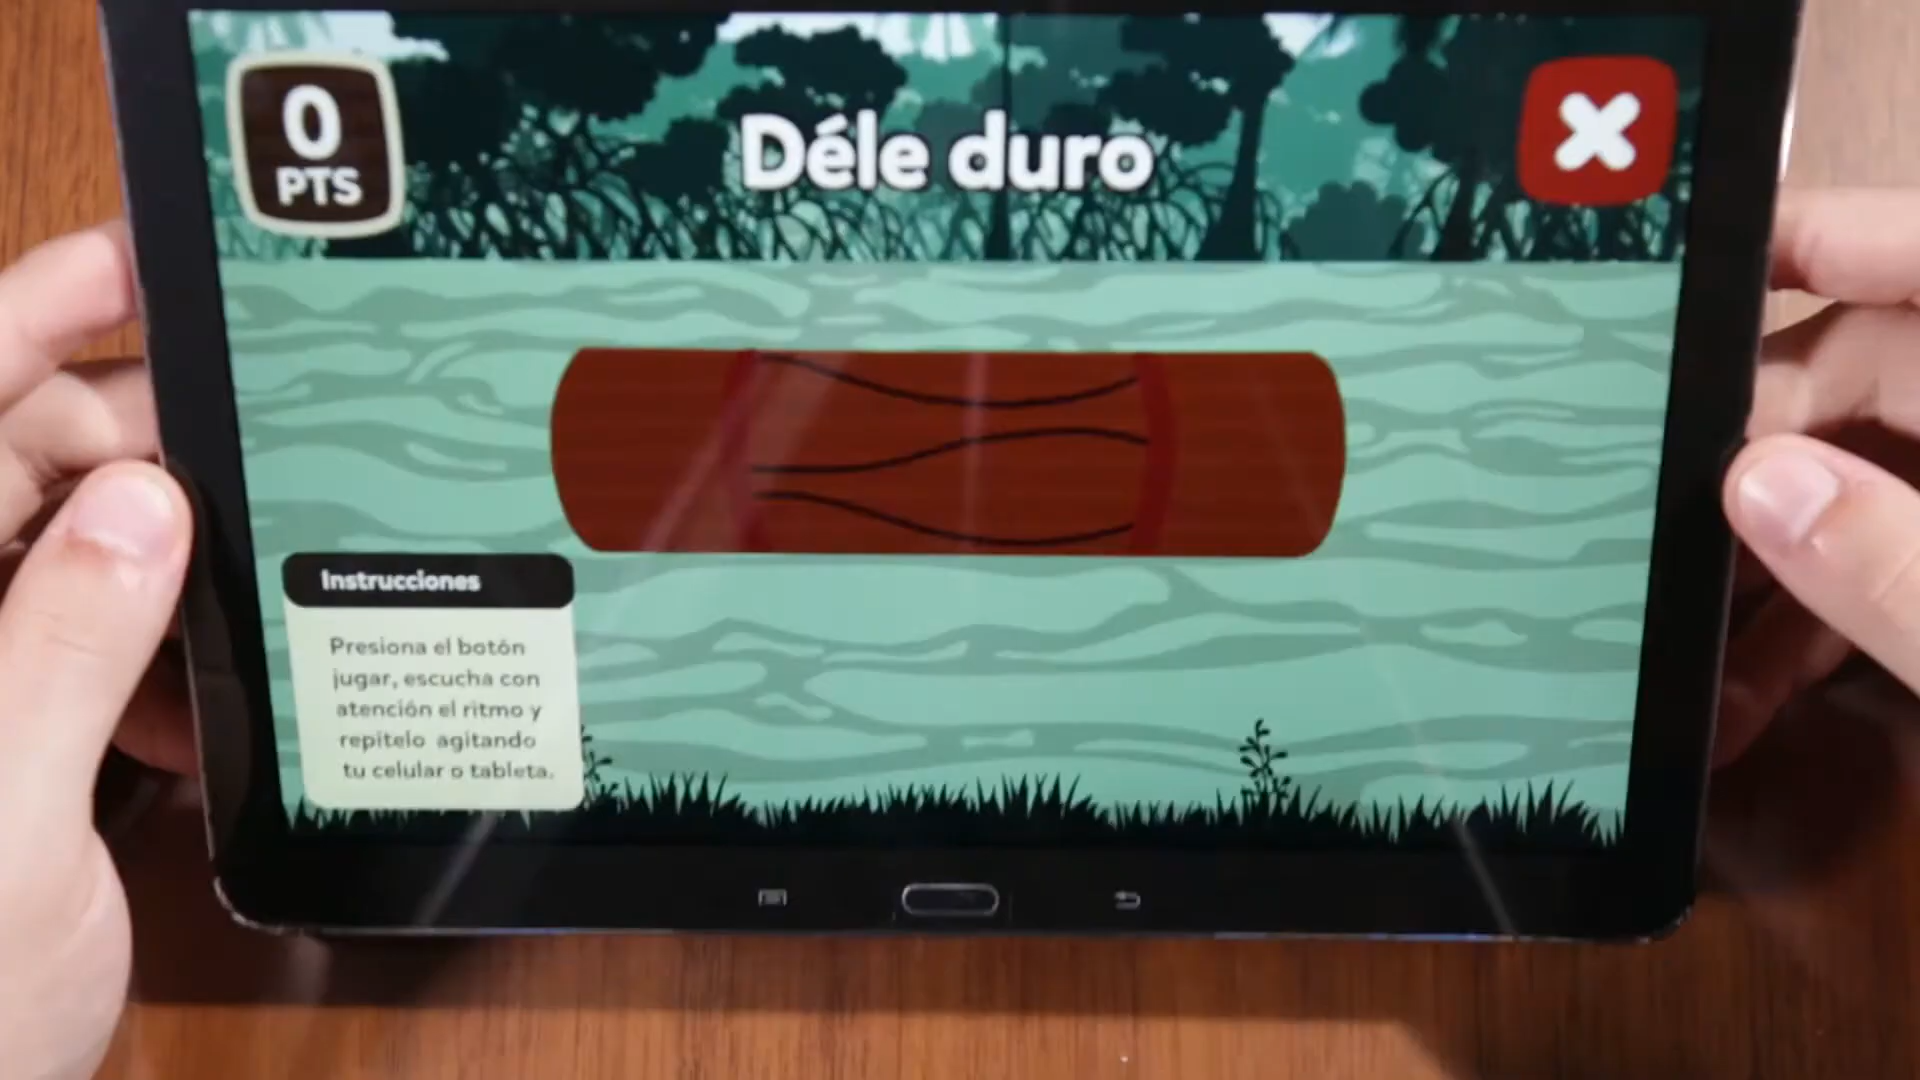 0
PTS
Déle duro
Instrucciones
Presiona el botón
jugar, escucha con
atención el ritmo y
repitelo agitando
tu celular o tableta.